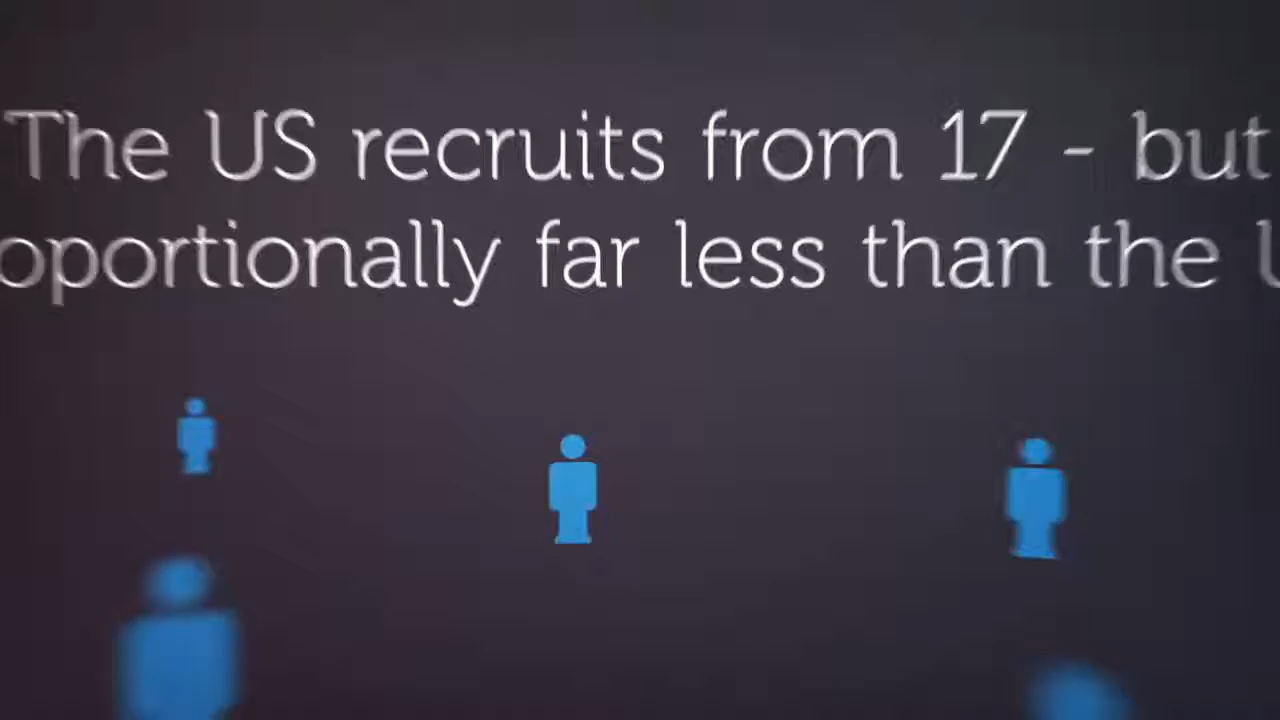 The US recruits from 17 - but
oportionally far less than the